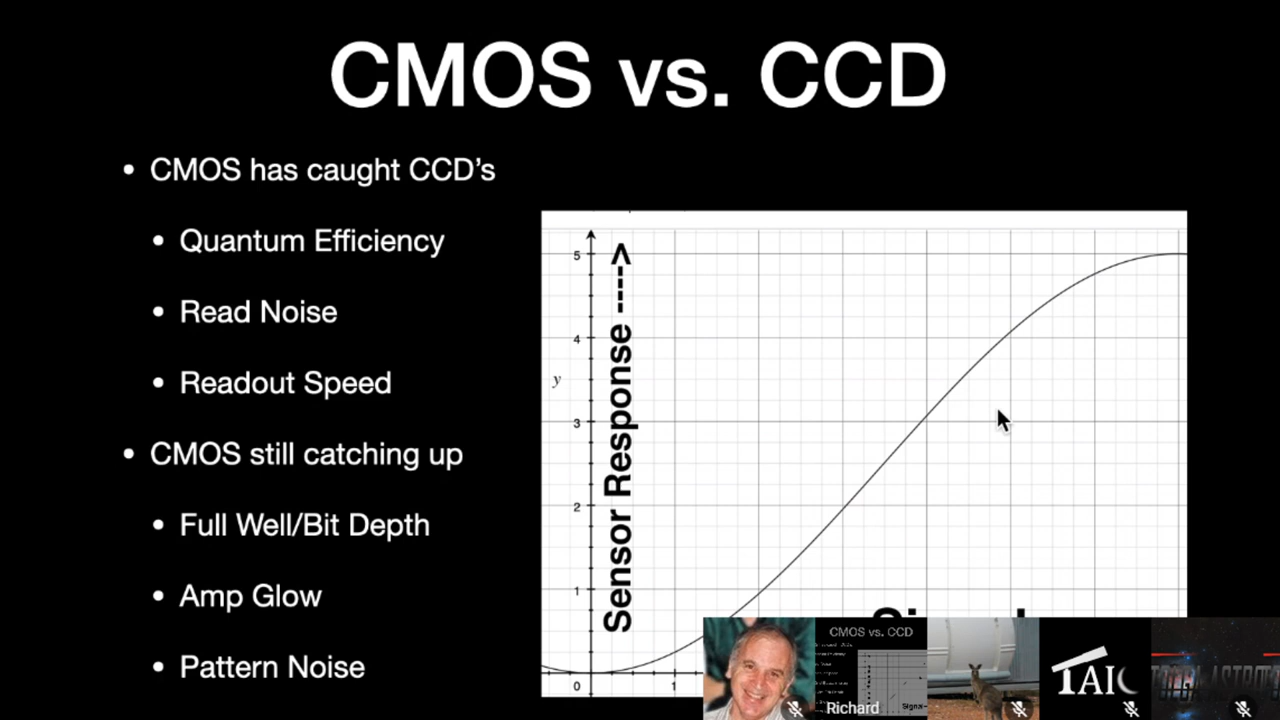 CMOS vs. CCD
CMOS has caught CCD's
Quantum Efficiency
Read Noise
Readout Speed
CMOS still catching up
Full Well/Bit Depth
Amp Glow
Pattern Noise
Sensor Response ---->
5
4
y
3
2
1
0
1
CMOS vs. CCD
Signal
Richard
TAIC